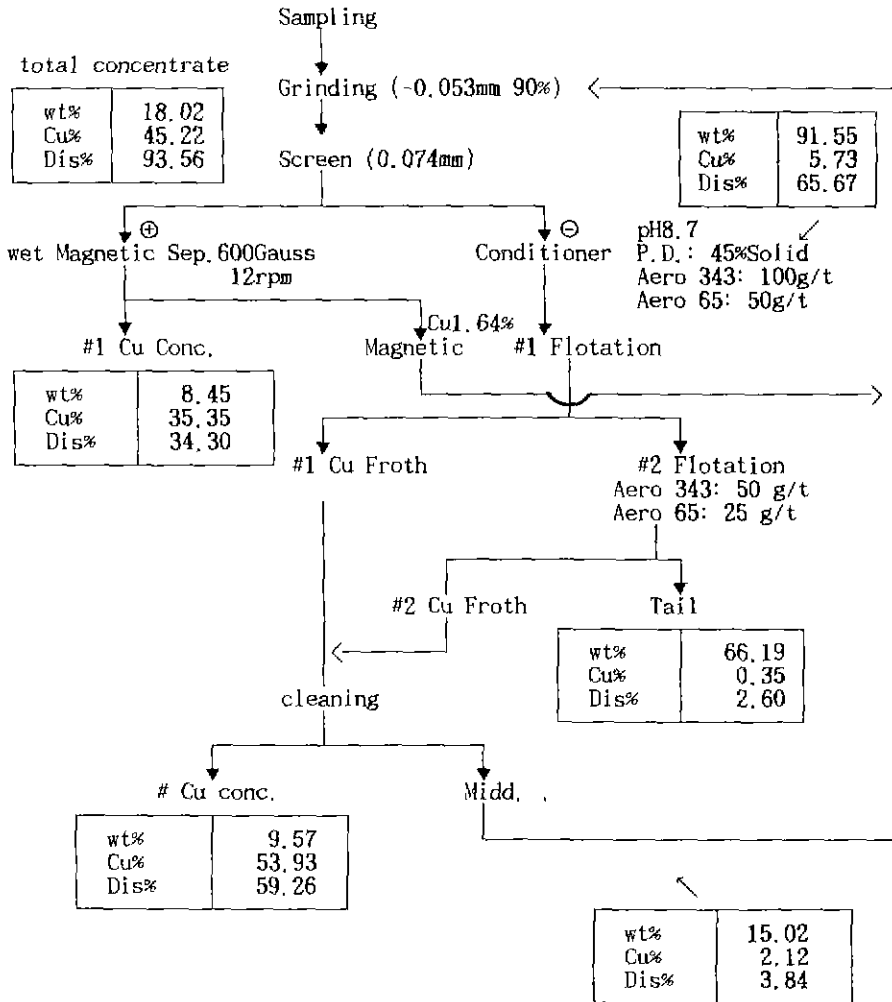 Sampling
total concentrate
Grinding (-0.053mm 90%)
wt% 18.02
Cu% 45.22
Dis% 93.56
wt% 91.55
Cu% 5.73
Dis% 65.67
Screen (0.074mm)
⊕
wet Magnetic Sep. 600Gauss
12rpm
⊖
Conditioner
pH8.7
P.D.: 45%Solid
Aero 343: 100g/t
Aero 65: 50g/t
#1 Cu Conc.
Cu1.64%
Magnetic
#1 Flotation
wt% 8.45
Cu% 35.35
Dis% 34.30
#1 Cu Froth
#2 Flotation
Aero 343: 50 g/t
Aero 65: 25 g/t
#2 Cu Froth
Tail
wt% 66.19
Cu% 0.35
Dis% 2.60
cleaning
# Cu conc.
Midd.
wt% 9.57
Cu% 53.93
Dis% 59.26
wt% 15.02
Cu% 2.12
Dis% 3.84